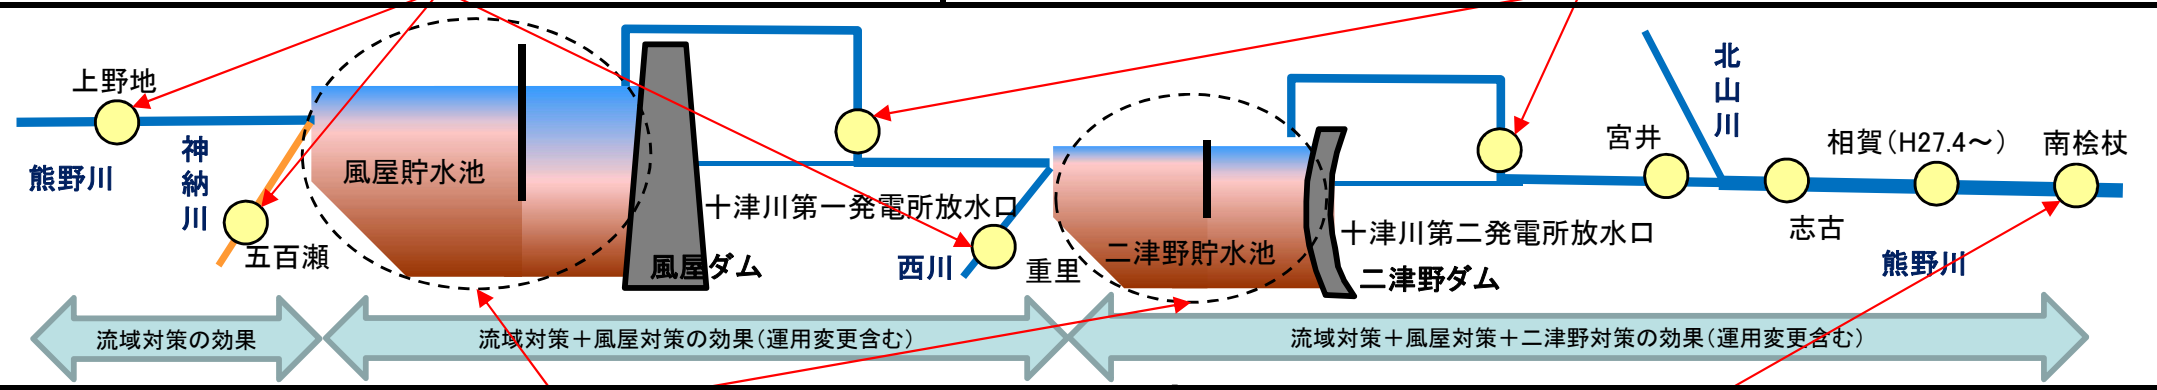 上野地
熊野川
神納川
五百瀬
風屋貯水池
風屋ダム
十津川第一発電所放水口
西川
重里
二津野貯水池
二津野ダム
十津川第二発電所放水口
宮井
北山川
志古
相賀(H27.4～)
南桧杖
熊野川
流域対策の効果
流域対策＋風屋対策の効果(運用変更含む)
流域対策＋風屋対策＋二津野対策の効果(運用変更含む)